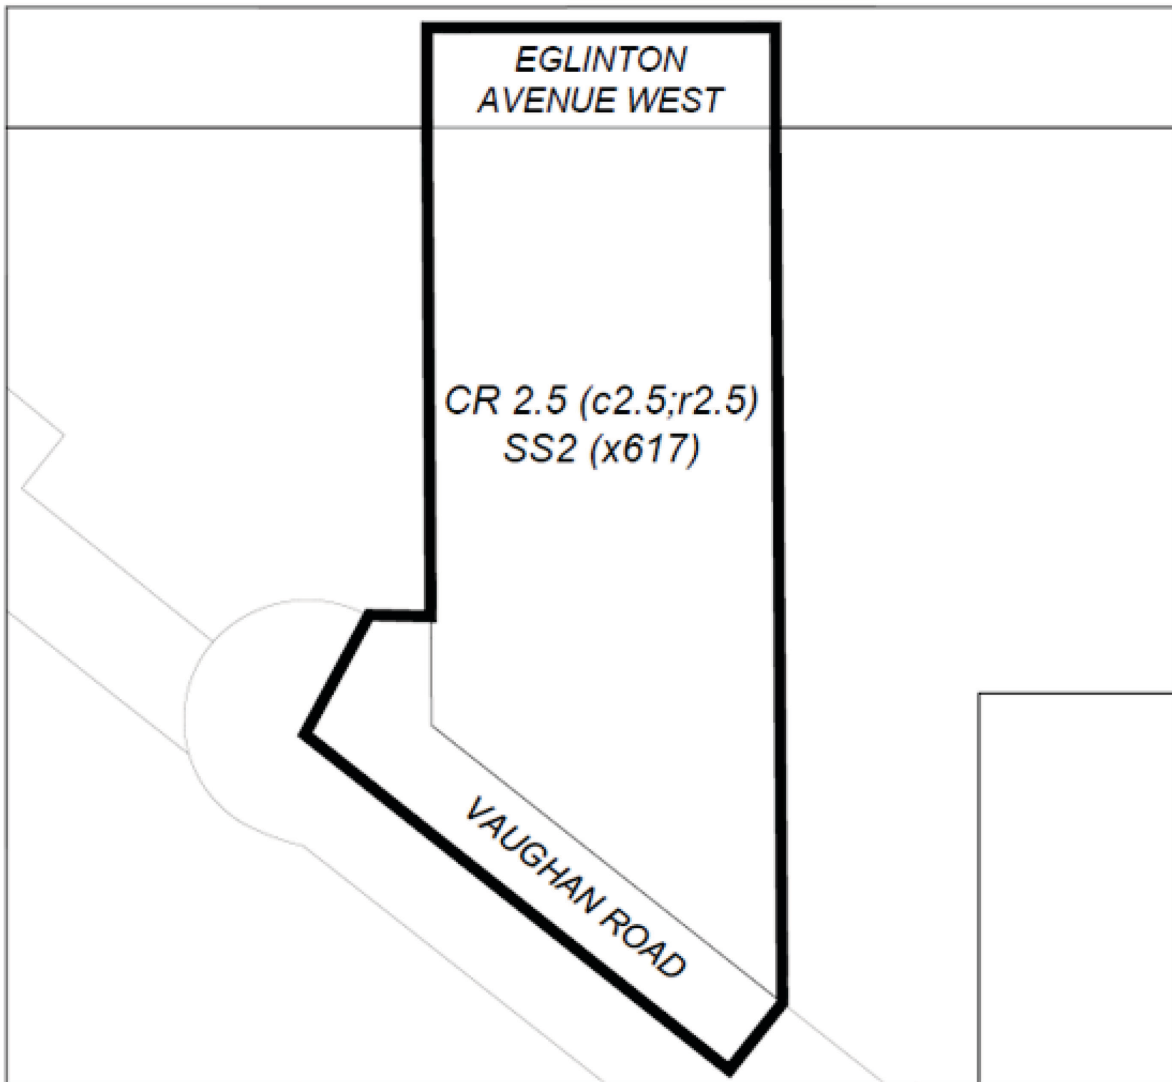 EGLINTON
AVENUE WEST
CR 2.5 (c2.5;r2.5)
SS2 (x617)
VAUGHAN ROAD